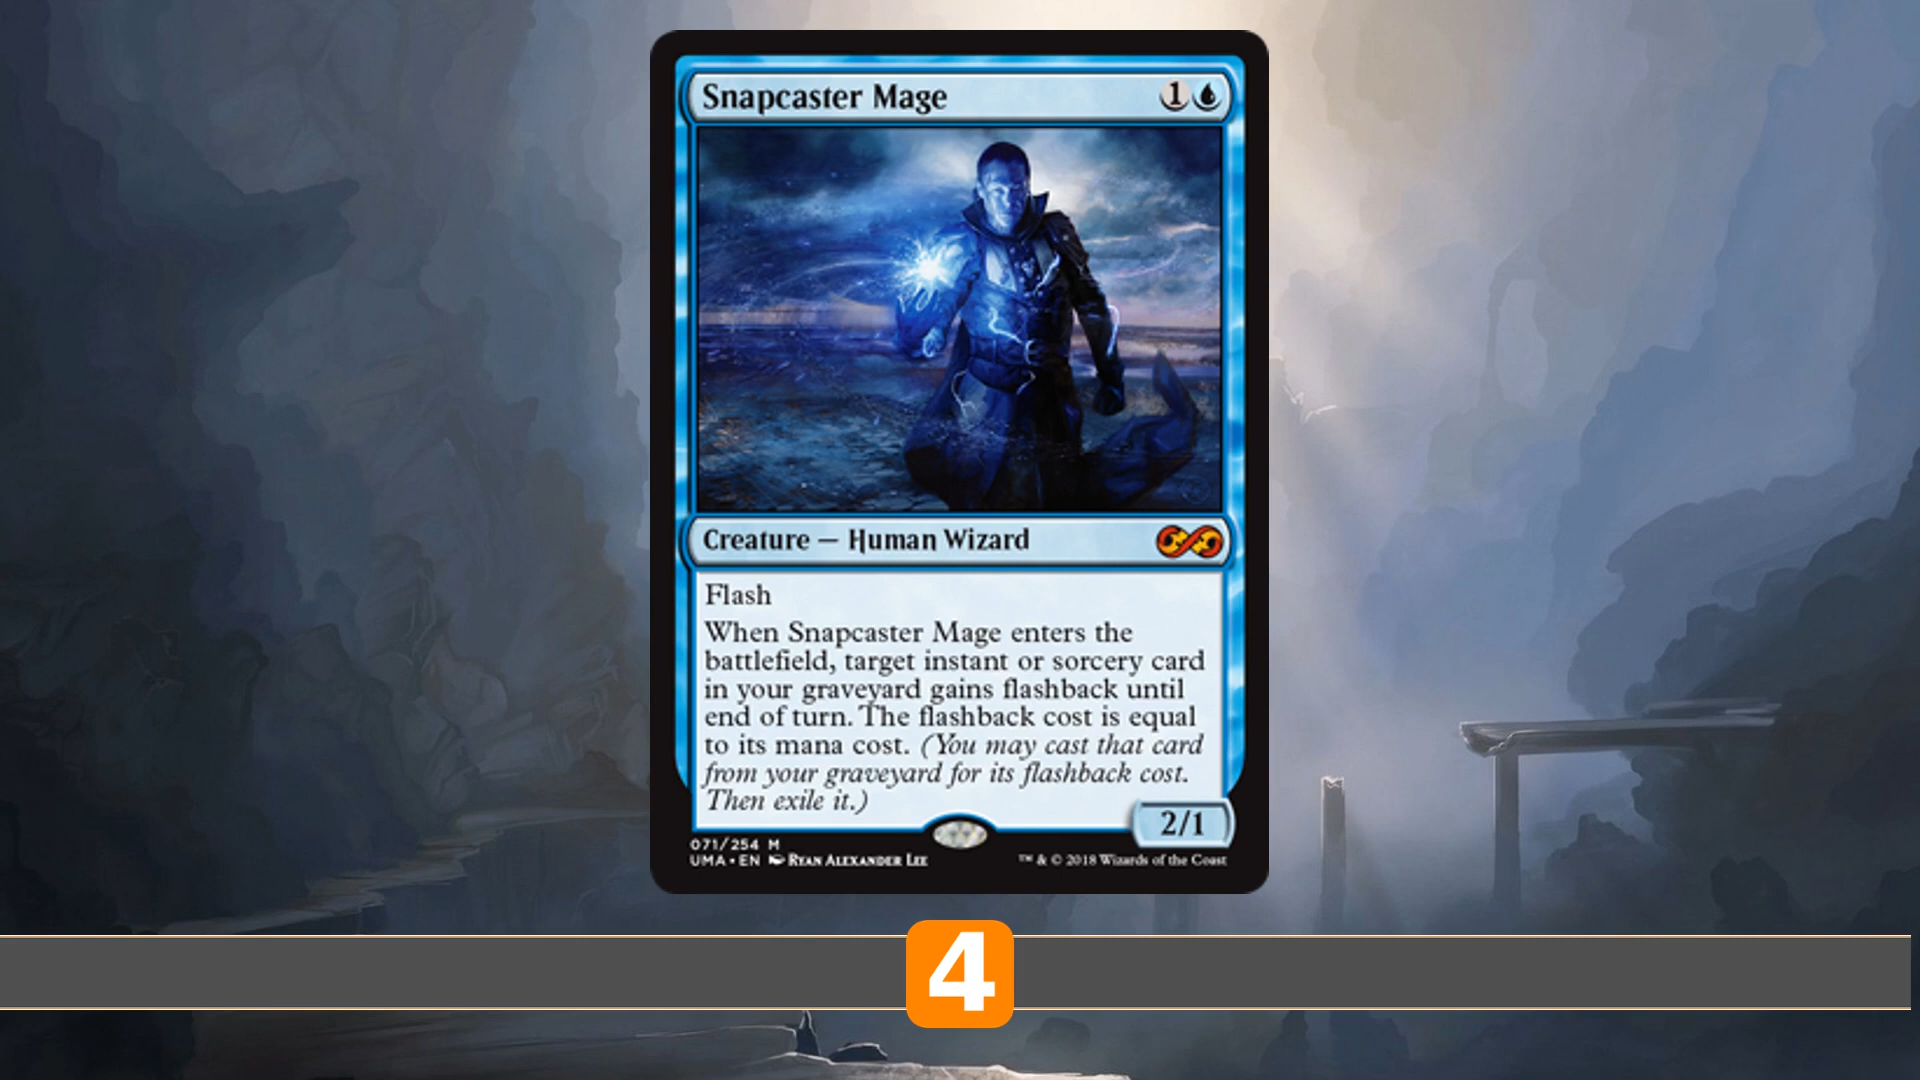 Snapcaster Mage 1
Creature — Human Wizard
Flash
When Snapcaster Mage enters the
battlefield, target instant or sorcery card
in your graveyard gains flashback until
end of turn. The flashback cost is equal
to its mana cost. (You may cast that card
from your graveyard for its flashback cost.
Then exile it.)
2/1
071/254 M
UMA • EN Ryan Alexander Lee
™ & © 2018 Wizards of the Coast
4